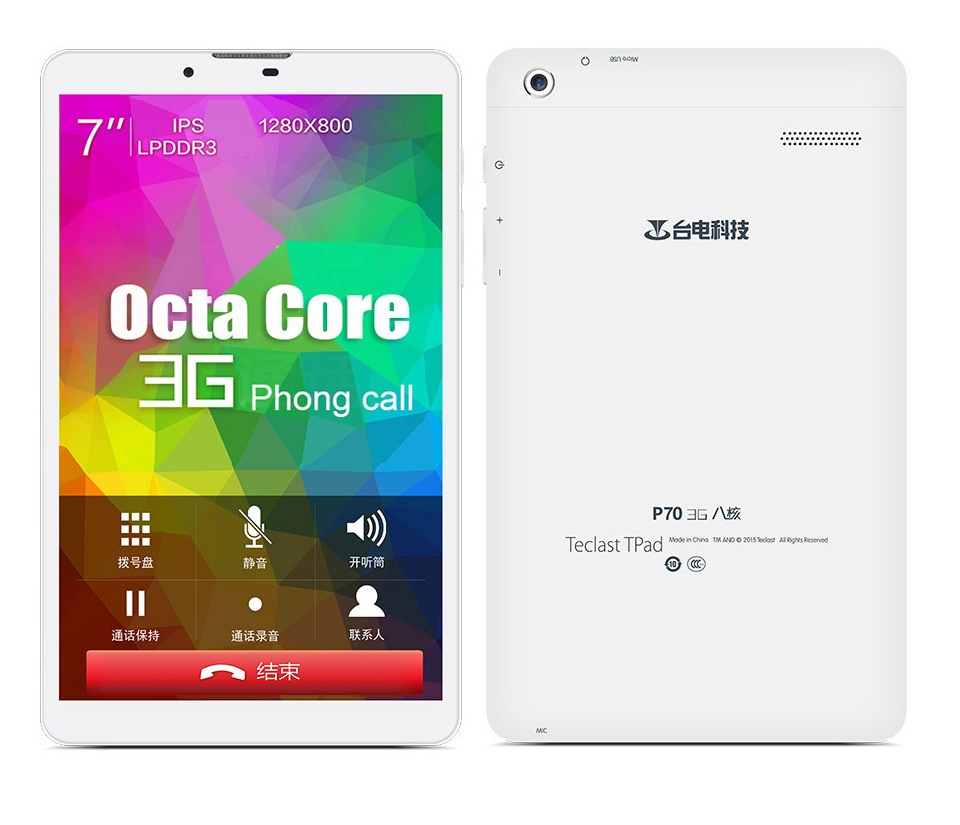 7″
IPS
1280X800
LPDDR3
Octa Core
3G Phong call
拨号盘
静音
开听筒
通话保持
通话录音
联系人
结束
Micro USB
+
台电科技
P70 3G 八核
Teclast TPad
Made in China TM AND © 2015 Teclast All Rights Reserved
10
CCC
MIC